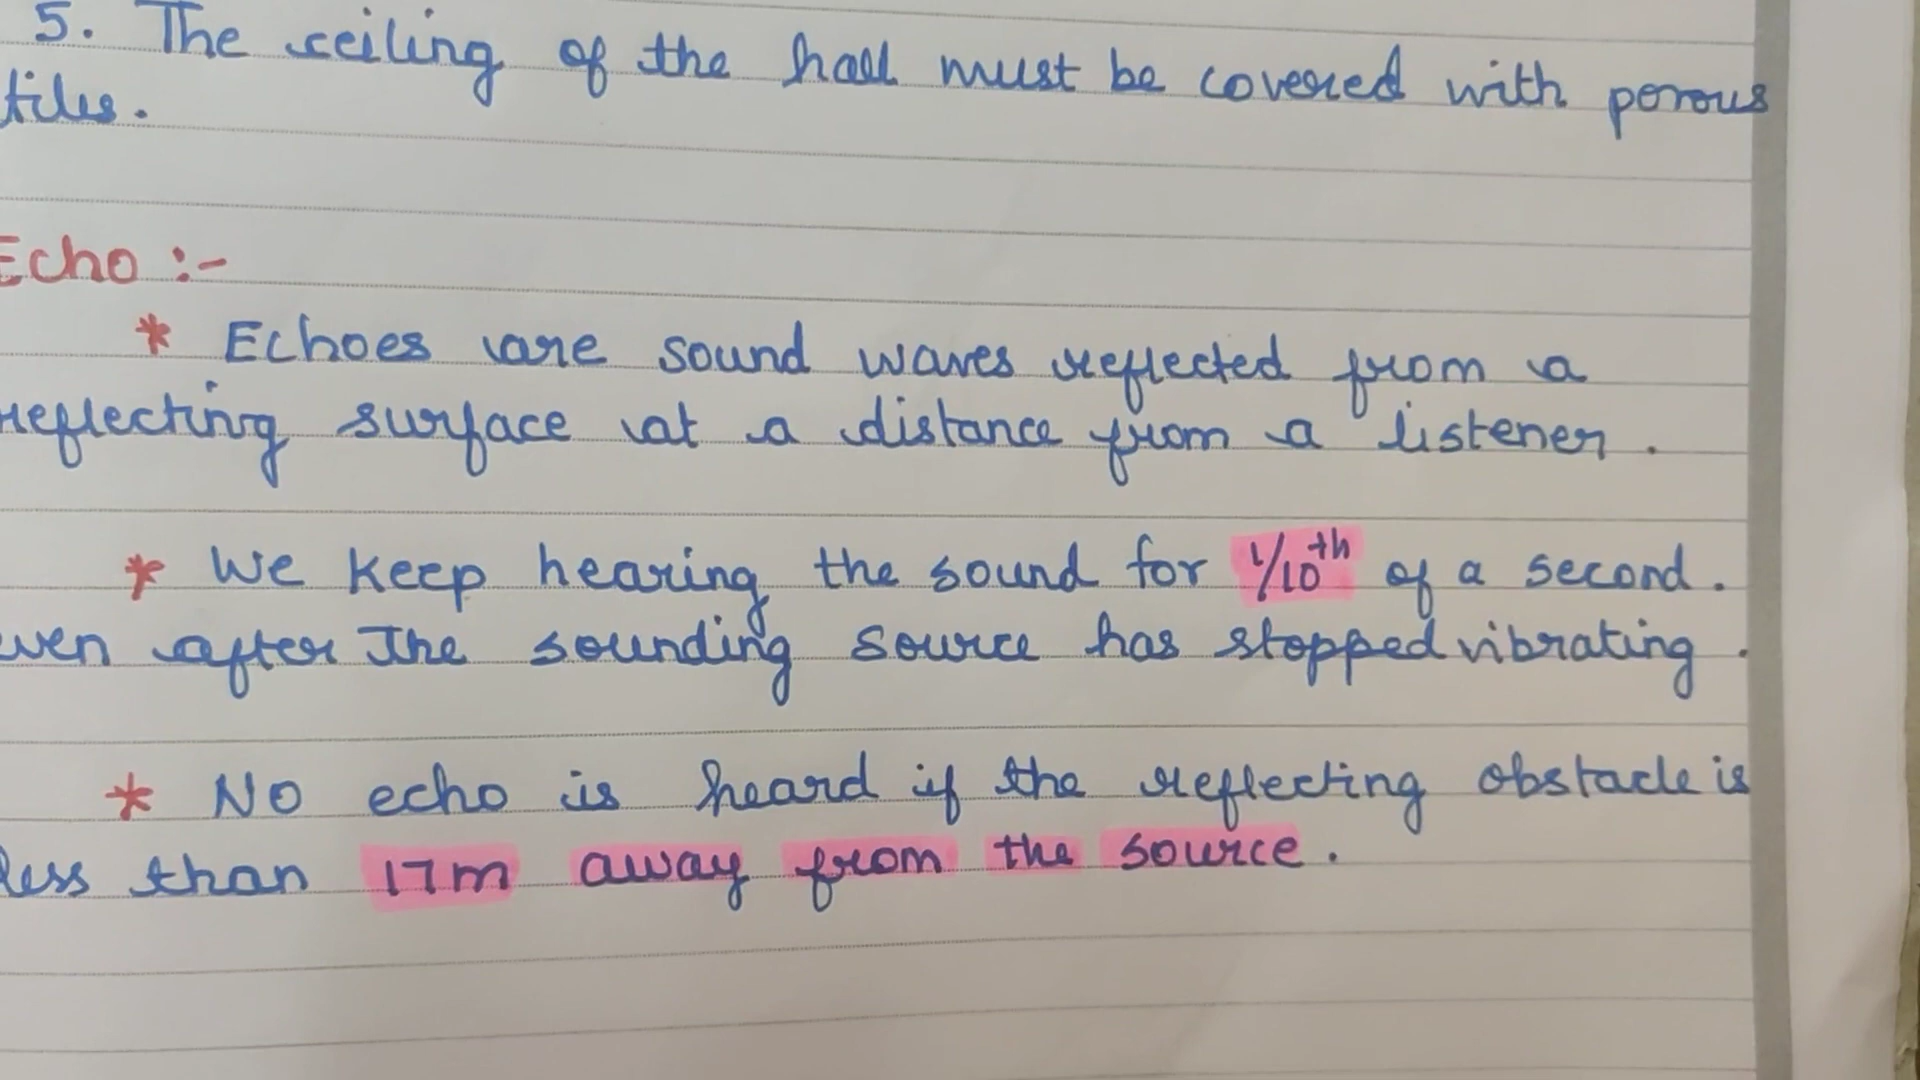 5. The ceiling of the hall must be covered with porous
tiles.
Echo :-
* Echoes are sound waves reflected from a
reflecting surface at a distance from a listener.
* We keep hearing the sound for 1/10th of a second.
even after The sounding source has stopped vibrating.
* No echo is heard if the reflecting obstacle is
less than 17m away from the source.